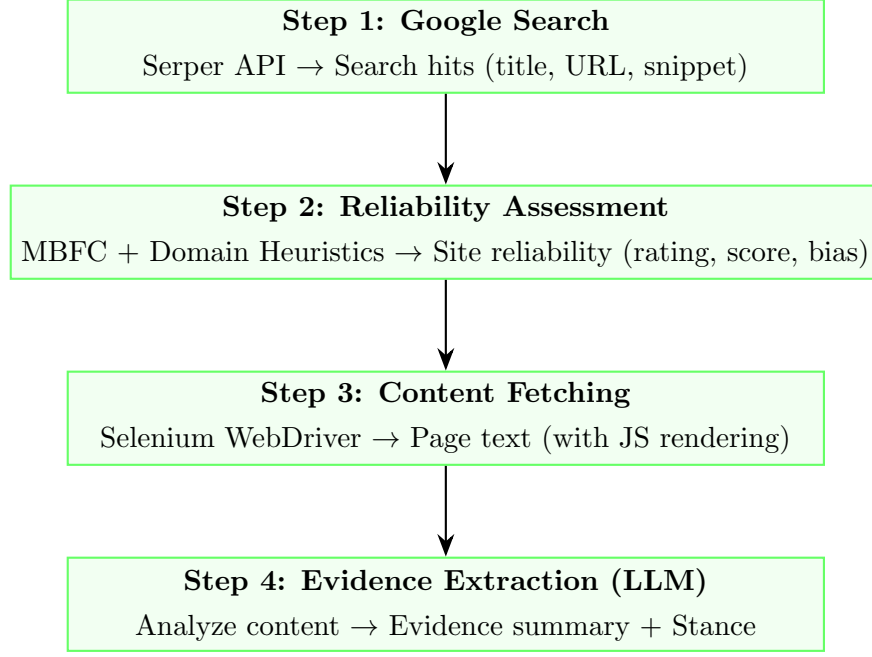 Step 1: Google Search
Serper API → Search hits (title, URL, snippet)
Step 2: Reliability Assessment
MBFC + Domain Heuristics → Site reliability (rating, score, bias)
Step 3: Content Fetching
Selenium WebDriver → Page text (with JS rendering)
Step 4: Evidence Extraction (LLM)
Analyze content → Evidence summary + Stance